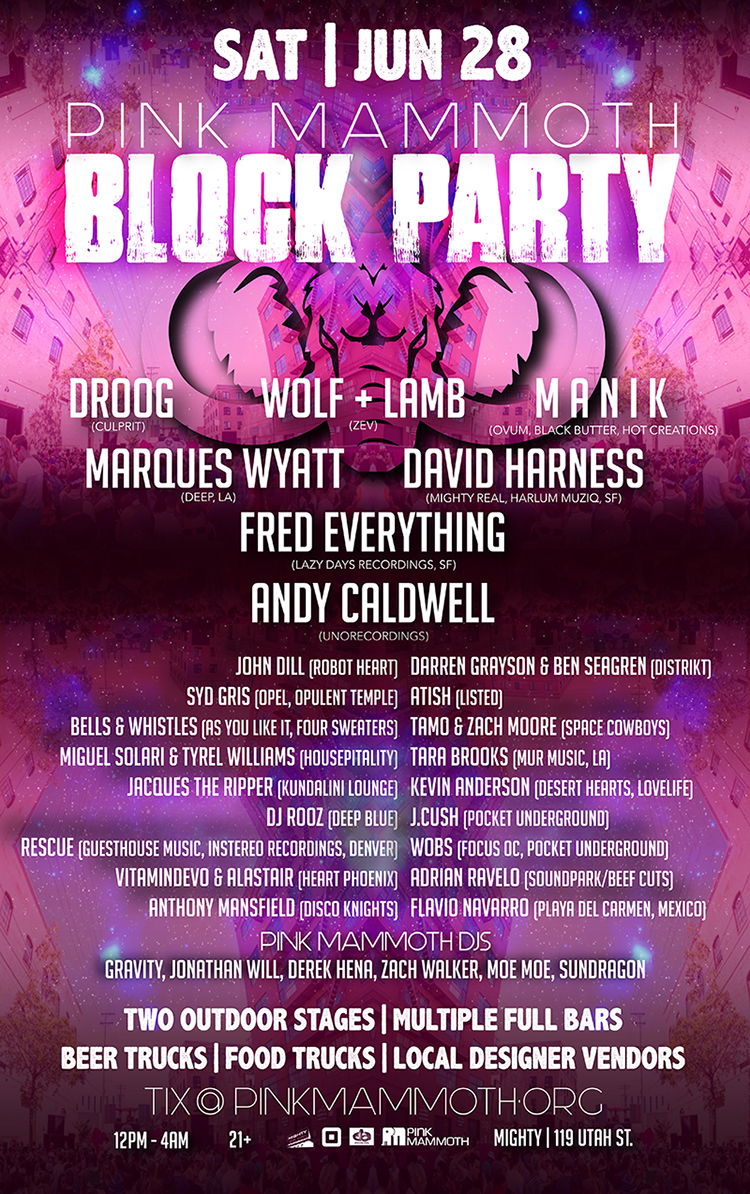 SAT | JUN 28
PINK MAMMOTH
BLOCK PARTY
DROOG WOLF + LAMB MANIK
(CULPRIT) (ZEV) (OVUM, BLACK BUTTER, HOT CREATIONS)
MARQUES WYATT DAVID HARNESS
(DEEP, LA) (MIGHTY REAL, HARLUM MUZIQ, SF)
FRED EVERYTHING
(LAZY DAYS RECORDINGS, SF)
ANDY CALDWELL
(UNORECORDINGS)
JOHN DILL (ROBOT HEART) DARREN GRAYSON & BEN SEAGREN (DISTRIKT)
SYD GRIS (OPEL, OPULENT TEMPLE) ATISH (LISTED)
BELLS & WHISTLES (AS YOU LIKE IT, FOUR SWEATERS) TAMO & ZACH MOORE (SPACE COWBOYS)
MIGUEL SOLARI & TYREL WILLIAMS (HOUSEPITALITY) TARA BROOKS (MUR MUSIC, LA)
JACQUES THE RIPPER (KUNDALINI LOUNGE) KEVIN ANDERSON (DESERT HEARTS, LOVELIFE)
DJ ROOZ (DEEP BLUE) J.CUSH (POCKET UNDERGROUND)
RESCUE (GUESTHOUSE MUSIC, INSTEREO RECORDINGS, DENVER) WOBS (FOCUS OC, POCKET UNDERGROUND)
VITAMINDEVO & ALASTAIR (HEART PHOENIX) ADRIAN RAVELO (SOUNDPARK/BEEF CUTS)
ANTHONY MANSFIELD (DISCO KNIGHTS) FLAVIO NAVARRO (PLAYA DEL CARMEN, MEXICO)
PINK MAMMOTH DJS
GRAVITY, JONATHAN WILL, DEREK HENA, ZACH WALKER, MOE MOE, SUNDRAGON
TWO OUTDOOR STAGES | MULTIPLE FULL BARS
BEER TRUCKS | FOOD TRUCKS | LOCAL DESIGNER VENDORS
TIX @ PINKMAMMOTH.ORG
12PM - 4AM 21+ MIGHTY PINK MAMMOTH MIGHTY | 119 UTAH ST.